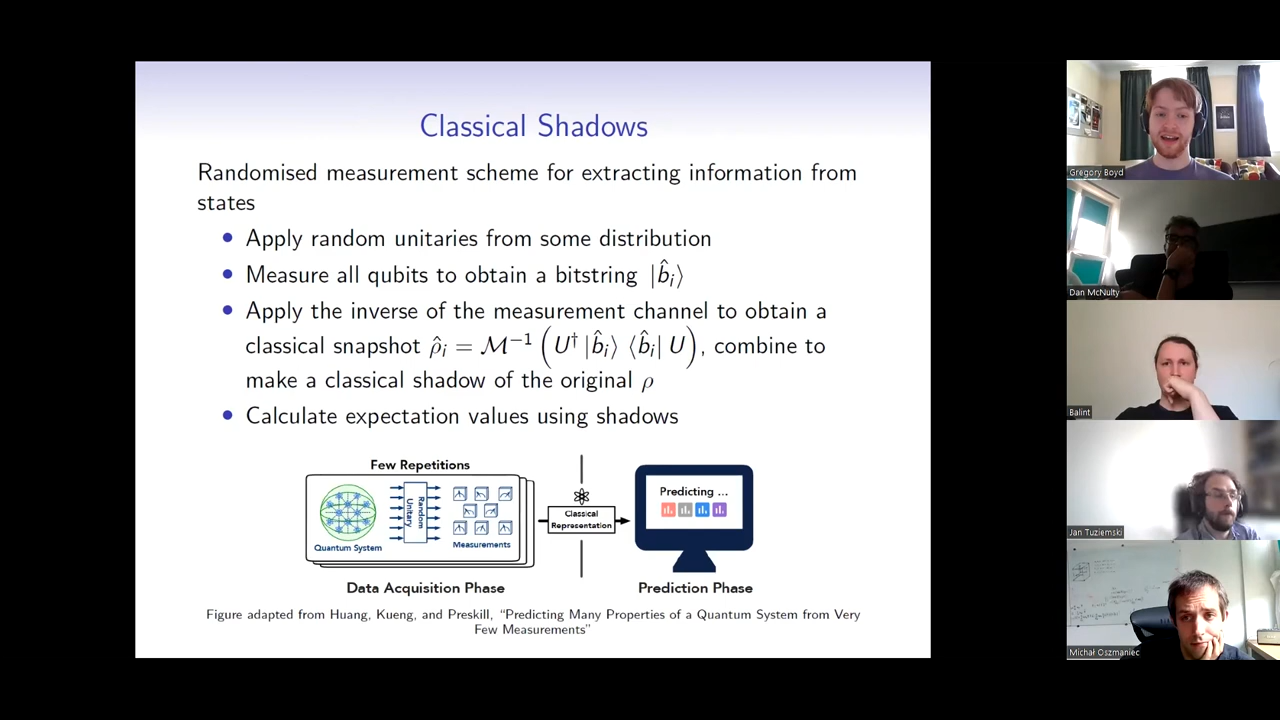 Classical Shadows
Randomised measurement scheme for extracting information from
states
Apply random unitaries from some distribution
Measure all qubits to obtain a bitstring |b̂ᵢ⟩
Apply the inverse of the measurement channel to obtain a
classical snapshot ρ̂ᵢ = ℳ⁻¹ (U† |b̂ᵢ⟩ ⟨b̂ᵢ| U), combine to
make a classical shadow of the original ρ
Calculate expectation values using shadows
Few Repetitions
Quantum System
Random
Unitary
Measurements
Classical
Representation
Predicting ...
Data Acquisition Phase
Prediction Phase
Figure adapted from Huang, Kueng, and Preskill, “Predicting Many Properties of a Quantum System from Very
Few Measurements”
Gregory Boyd
Dan McNulty
Balint
Jan Tuziemski
Michał Oszmaniec